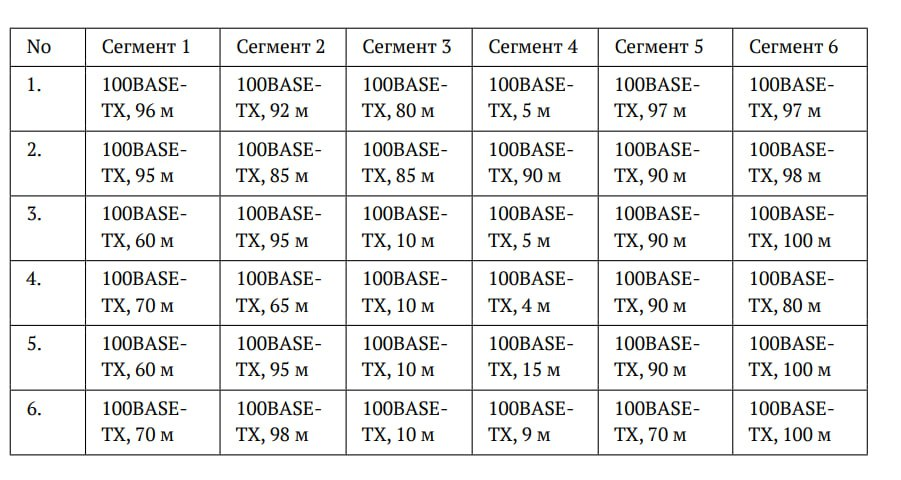 No Сегмент 1 Сегмент 2 Сегмент 3 Сегмент 4 Сегмент 5 Сегмент 6
1. 100BASE- 100BASE- 100BASE- 100BASE- 100BASE- 100BASE-
TX, 96 м TX, 92 м TX, 80 м TX, 5 м TX, 97 м TX, 97 м
2. 100BASE- 100BASE- 100BASE- 100BASE- 100BASE- 100BASE-
TX, 95 м TX, 85 м TX, 85 м TX, 90 м TX, 90 м TX, 98 м
3. 100BASE- 100BASE- 100BASE- 100BASE- 100BASE- 100BASE-
TX, 60 м TX, 95 м TX, 10 м TX, 5 м TX, 90 м TX, 100 м
4. 100BASE- 100BASE- 100BASE- 100BASE- 100BASE- 100BASE-
TX, 70 м TX, 65 м TX, 10 м TX, 4 м TX, 90 м TX, 80 м
5. 100BASE- 100BASE- 100BASE- 100BASE- 100BASE- 100BASE-
TX, 60 м TX, 95 м TX, 10 м TX, 15 м TX, 90 м TX, 100 м
6. 100BASE- 100BASE- 100BASE- 100BASE- 100BASE- 100BASE-
TX, 70 м TX, 98 м TX, 10 м TX, 9 м TX, 70 м TX, 100 м